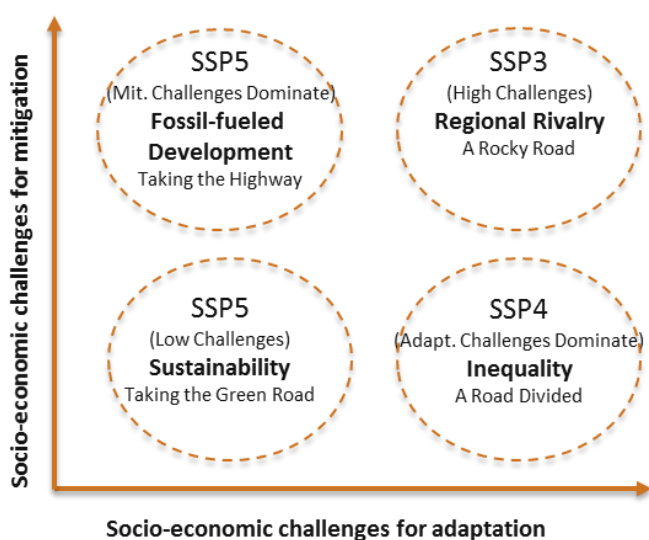 Socio-economic challenges for mitigation
SSP5
(Mit. Challenges Dominate)
Fossil-fueled
Development
Taking the Highway
SSP3
(High Challenges)
Regional Rivalry
A Rocky Road
SSP5
(Low Challenges)
Sustainability
Taking the Green Road
SSP4
(Adapt. Challenges Dominate)
Inequality
A Road Divided
Socio-economic challenges for adaptation